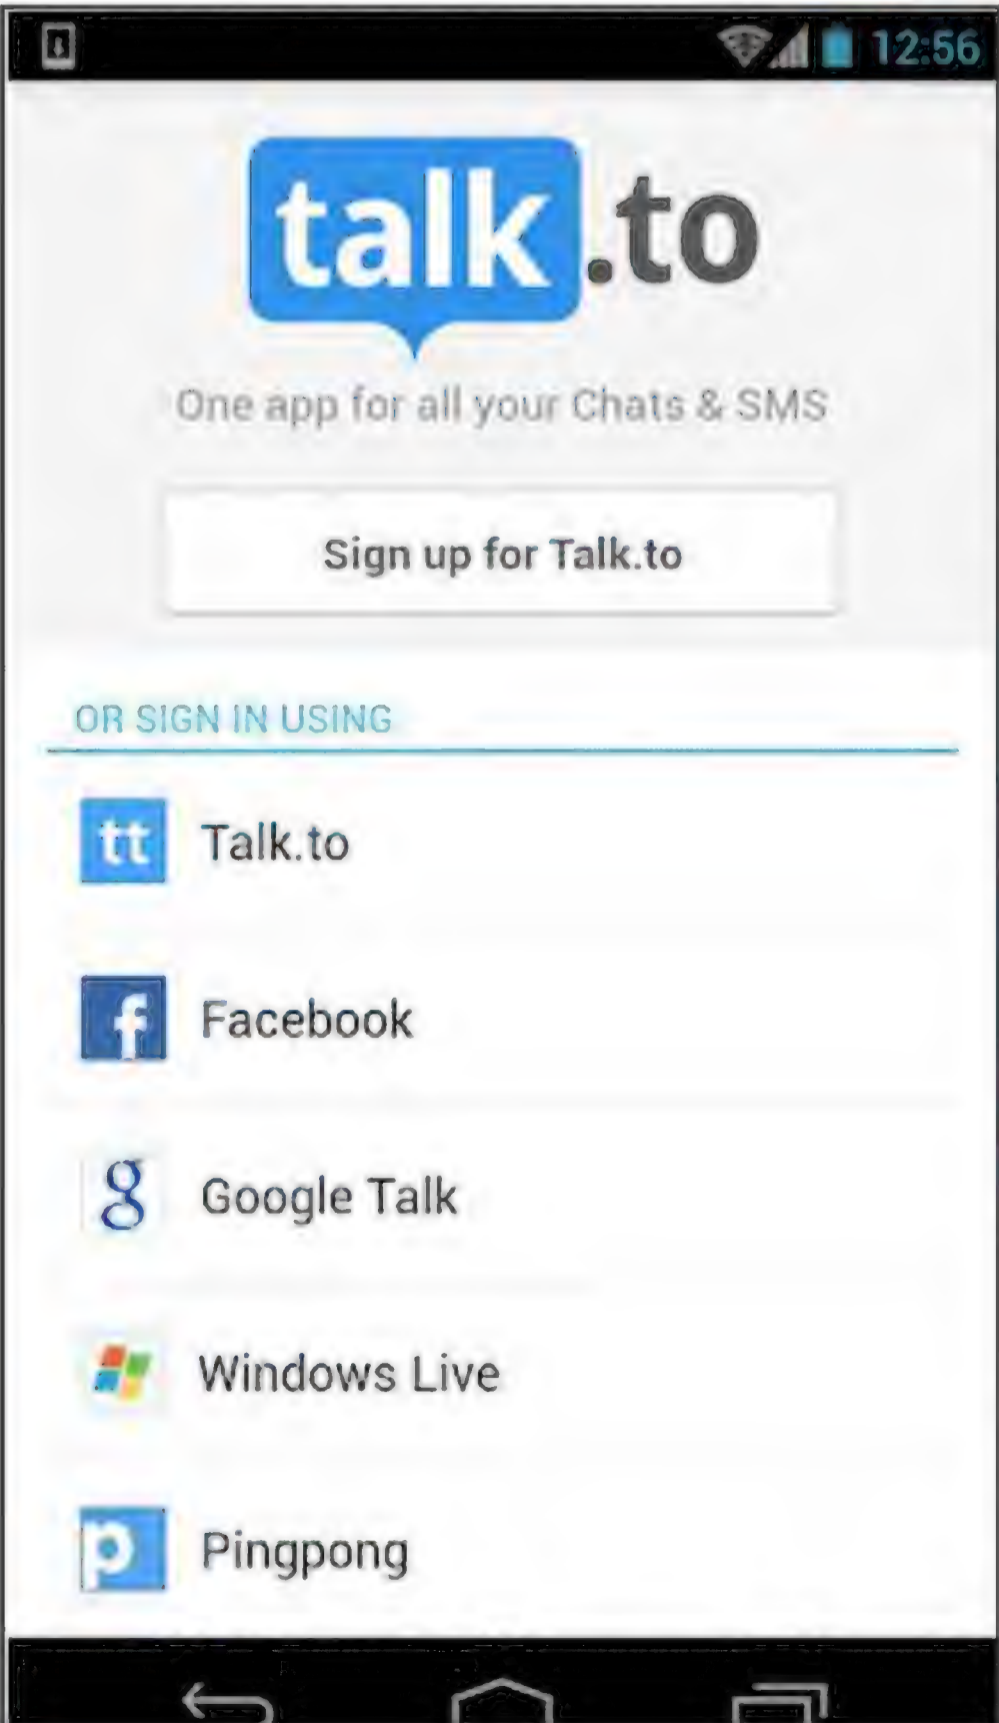 12:56
talk.to
One app for all your Chats & SMS
Sign up for Talk.to
OR SIGN IN USING
tt Talk.to
f Facebook
g Google Talk
Windows Live
p Pingpong